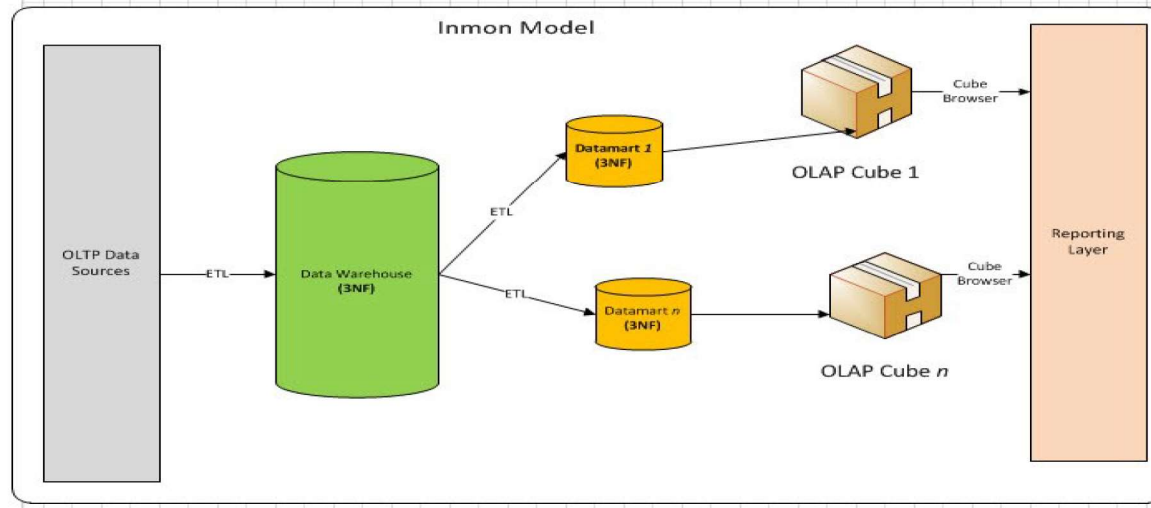 Inmon Model
OLTP Data
Sources
ETL
Data Warehouse
(3NF)
ETL
ETL
Datamart 1
(3NF)
Datamart n
(3NF)
OLAP Cube 1
OLAP Cube n
Cube
Browser
Cube
Browser
Reporting
Layer